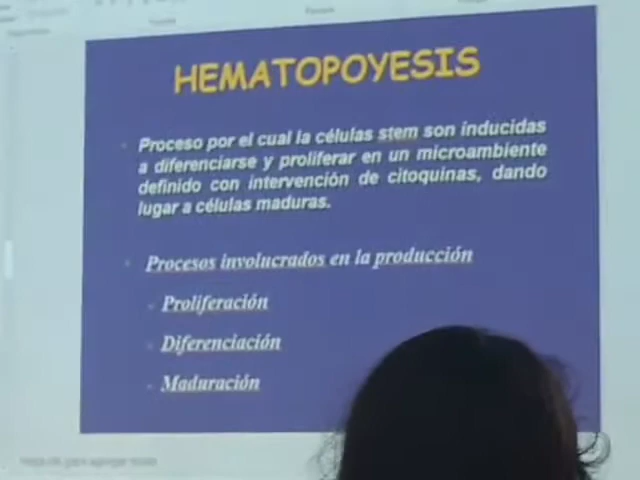 HEMATOPOYESIS
Proceso por el cual la células stem son inducidas
a diferenciarse y proliferar en un microambiente
definido con intervención de citoquinas, dando
lugar a células maduras.
Procesos involucrados en la producción
Proliferación
Diferenciación
Maduración